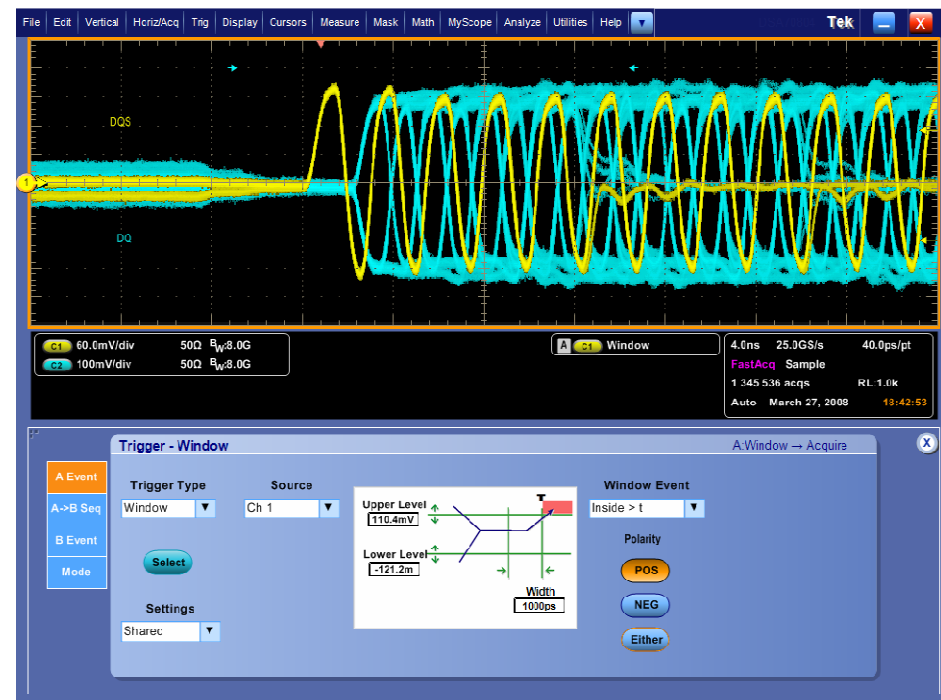 File Edit Vertical Horiz/Acq Trig Display Cursors Measure Mask Math MyScope Analyze Utilities Help Tek X
DQS
1
DQ
C1 60.0mV/div 50Ω BW:8.0G
C2 100mV/div 50Ω BW:8.0G
A C1 Window
4.0ns 25.0GS/s 40.0ps/pt
FastAcq Sample
1 345 536 acqs RL 1.0k
Auto March 27, 2008 18:42:53
Trigger - Window A:Window → Acquire X
A Event
A->B Seq
B Event
Mode
Trigger Type
Window
Select
Settings
Shared
Source
Ch 1
Upper Level
110.4mV
Lower Level
-121.2m
T
Width
1000ps
Window Event
Inside > t
Polarity
POS
NEG
Either